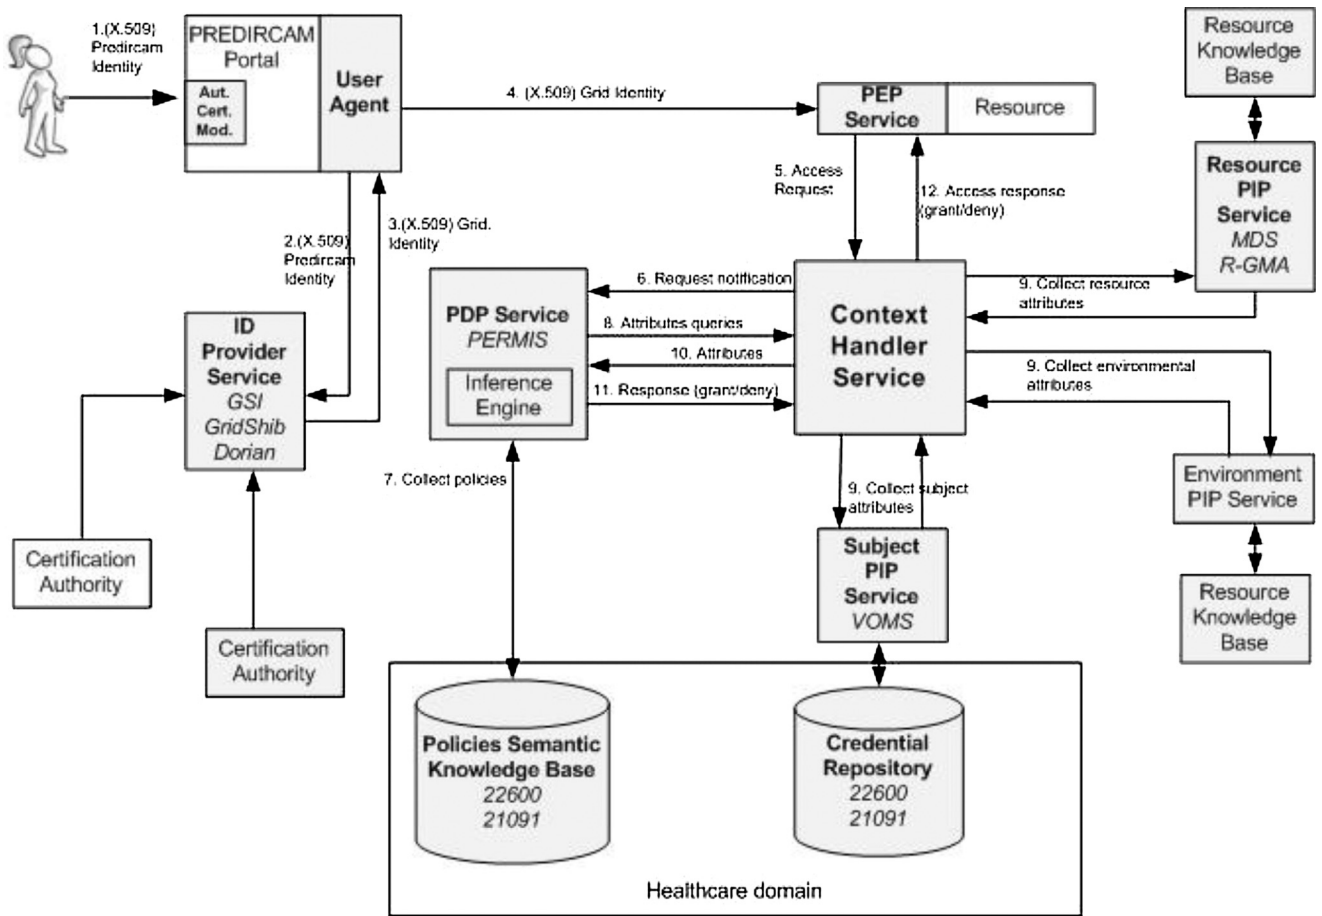 1.(X.509)
Predircam
Identity
PREDIRCAM
Portal
Aut.
Cert.
Mod.
User
Agent
4. (X.509) Grid Identity
PEP
Service
Resource
Resource
Knowledge
Base
5. Access
Request
12. Access response
(grant/deny)
Resource
PIP
Service
MDS
R-GMA
2.(X.509)
Predircam
Identity
3.(X.509) Grid.
Identity
ID
Provider
Service
GSI
GridShib
Dorian
PDP Service
PERMIS
Inference
Engine
6. Request notification
8. Attributes queries
10. Attributes
11. Response (grant/deny)
Context
Handler
Service
9. Collect resource
attributes
9. Collect environmental
attributes
7. Collect policies
9. Collect subject
attributes
Environment
PIP Service
Resource
Knowledge
Base
Certification
Authority
Certification
Authority
Subject
PIP
Service
VOMS
Policies Semantic
Knowledge Base
22600
21091
Credential
Repository
22600
21091
Healthcare domain